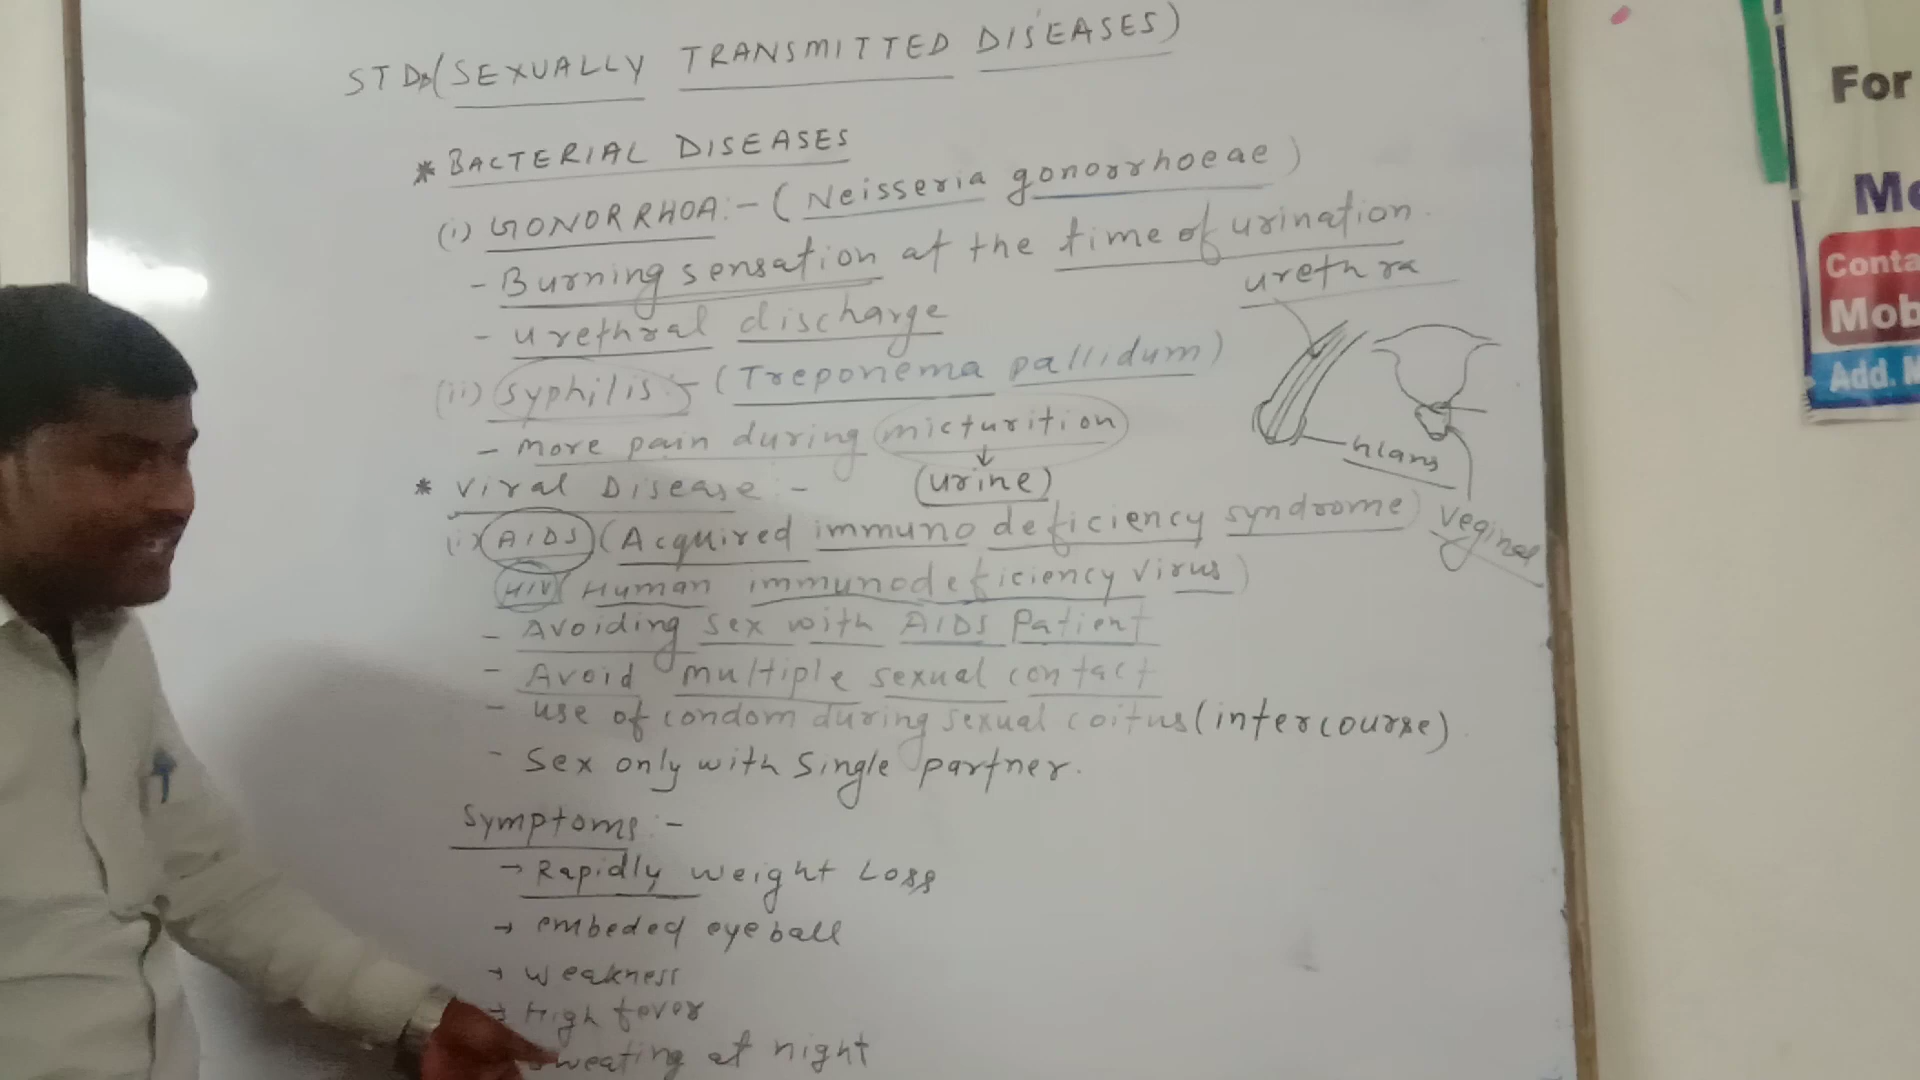 STDs (SEXUALLY TRANSMITTED DISEASES)
* BACTERIAL DISEASES
(i) GONORRHOA :- (Neisseria gonorrhoeae)
- Burning sensation at the time of urination.
- urethral discharge
urethra
(ii) Syphilis :- (Treponema pallidum)
- more pain during micturition
(urine)
glans
veginal
* Viral Disease :-
(i) AIDS (Acquired immuno deficiency syndrome)
HIV (Human immunodeficiency virus)
- Avoiding sex with AIDS Patient
- Avoid multiple sexual contact
- use of condom during sexual coitus (intercourse).
- Sex only with Single partner.
Symptoms :-
→ Rapidly weight Loss
→ embeded eyeball
→ weakness
→ High fever
sweating at night
For
Conta
Mob
Add.